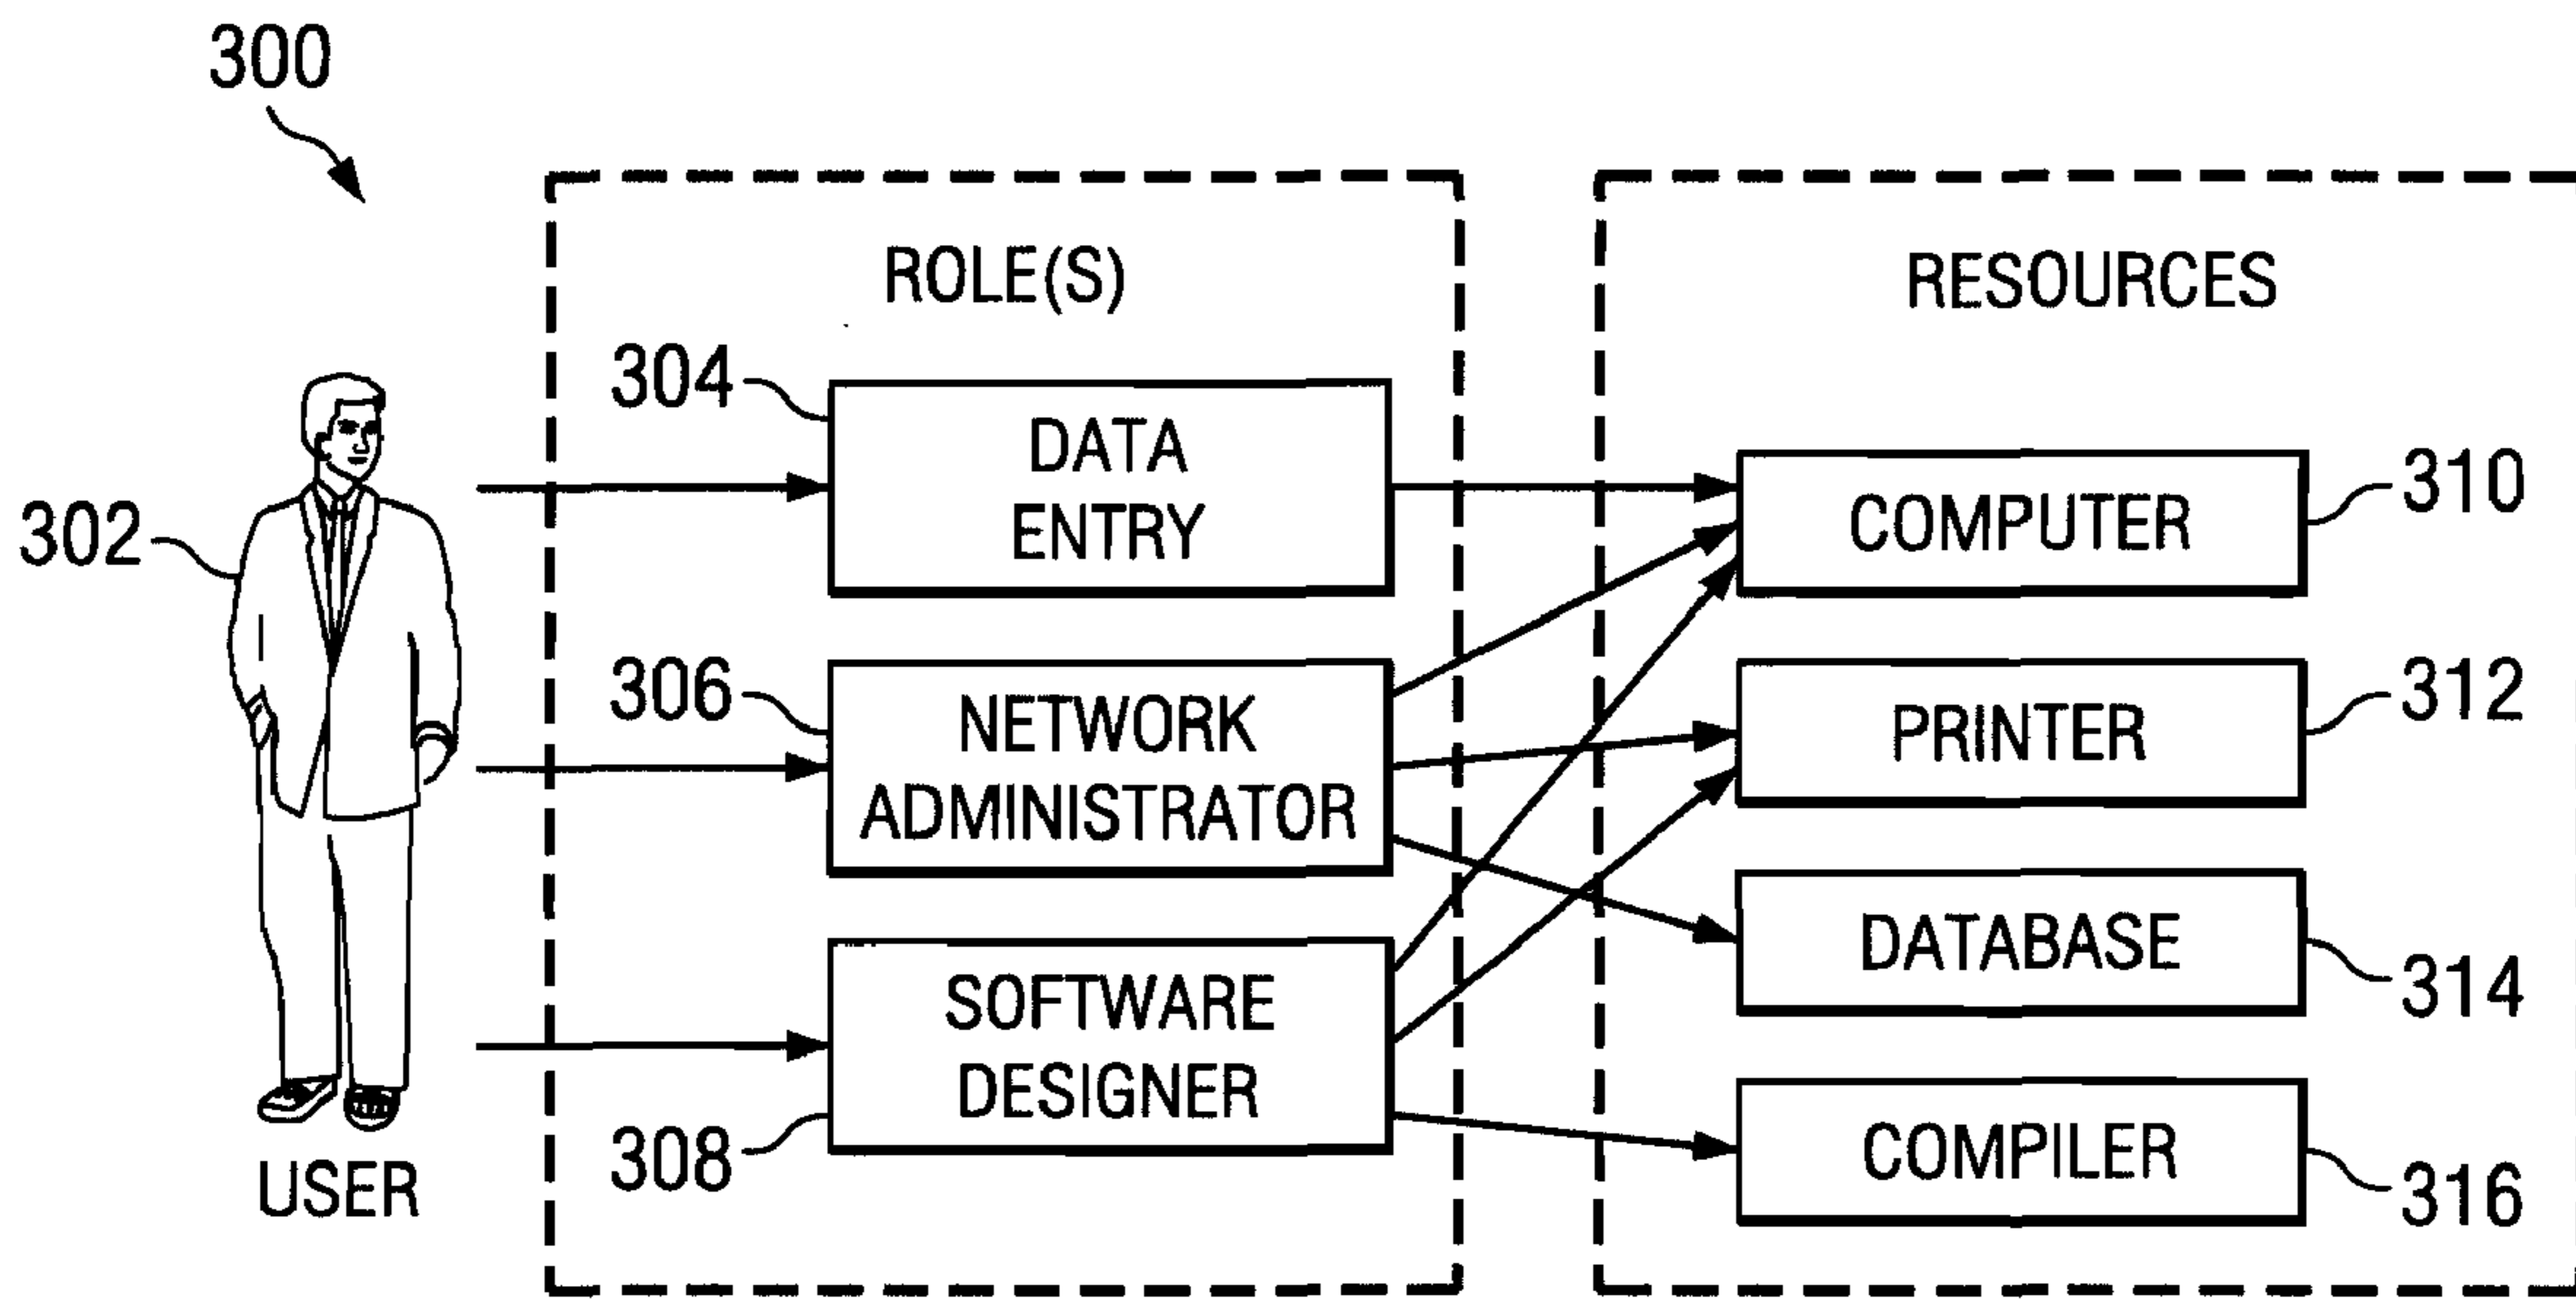 300
ROLE(S)
RESOURCES
304
DATA
ENTRY
302
COMPUTER
310
306
NETWORK
ADMINISTRATOR
PRINTER
312
DATABASE
314
SOFTWARE
DESIGNER
308
COMPILER
316
USER